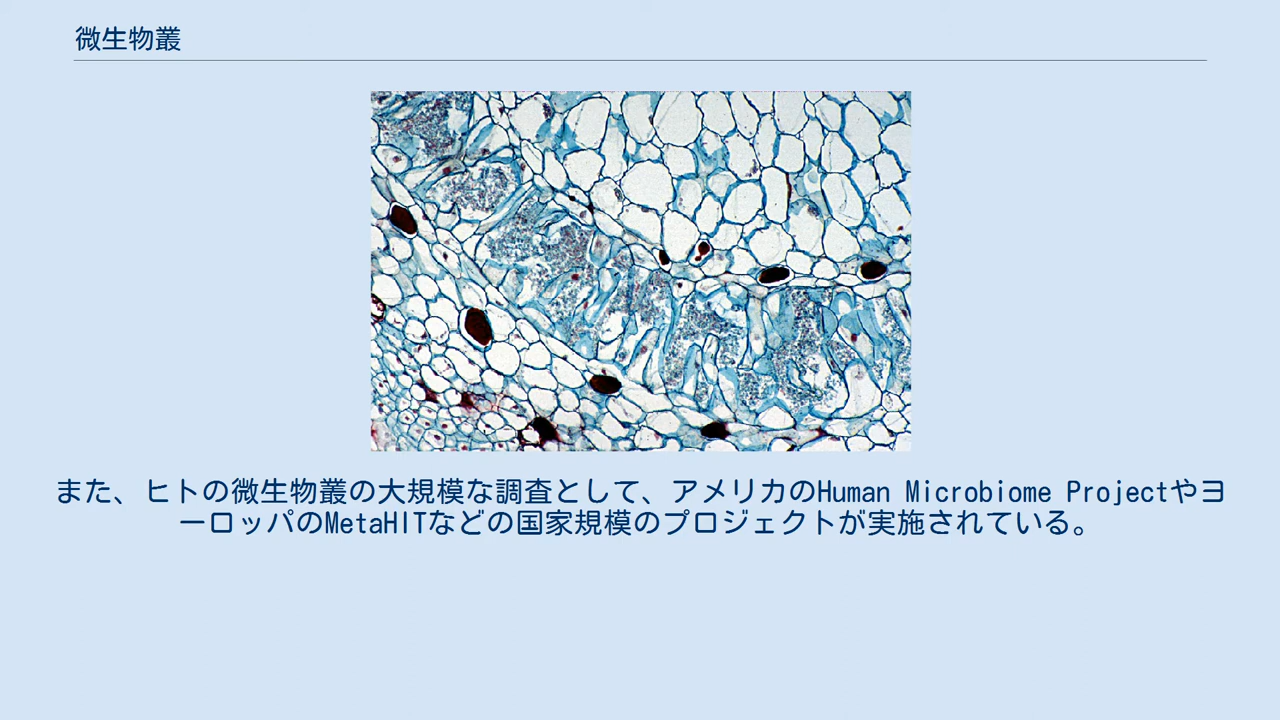 微生物叢
また、ヒトの微生物叢の大規模な調査として、アメリカのHuman Microbiome Projectやヨ
ーロッパのMetaHITなどの国家規模のプロジェクトが実施されている。